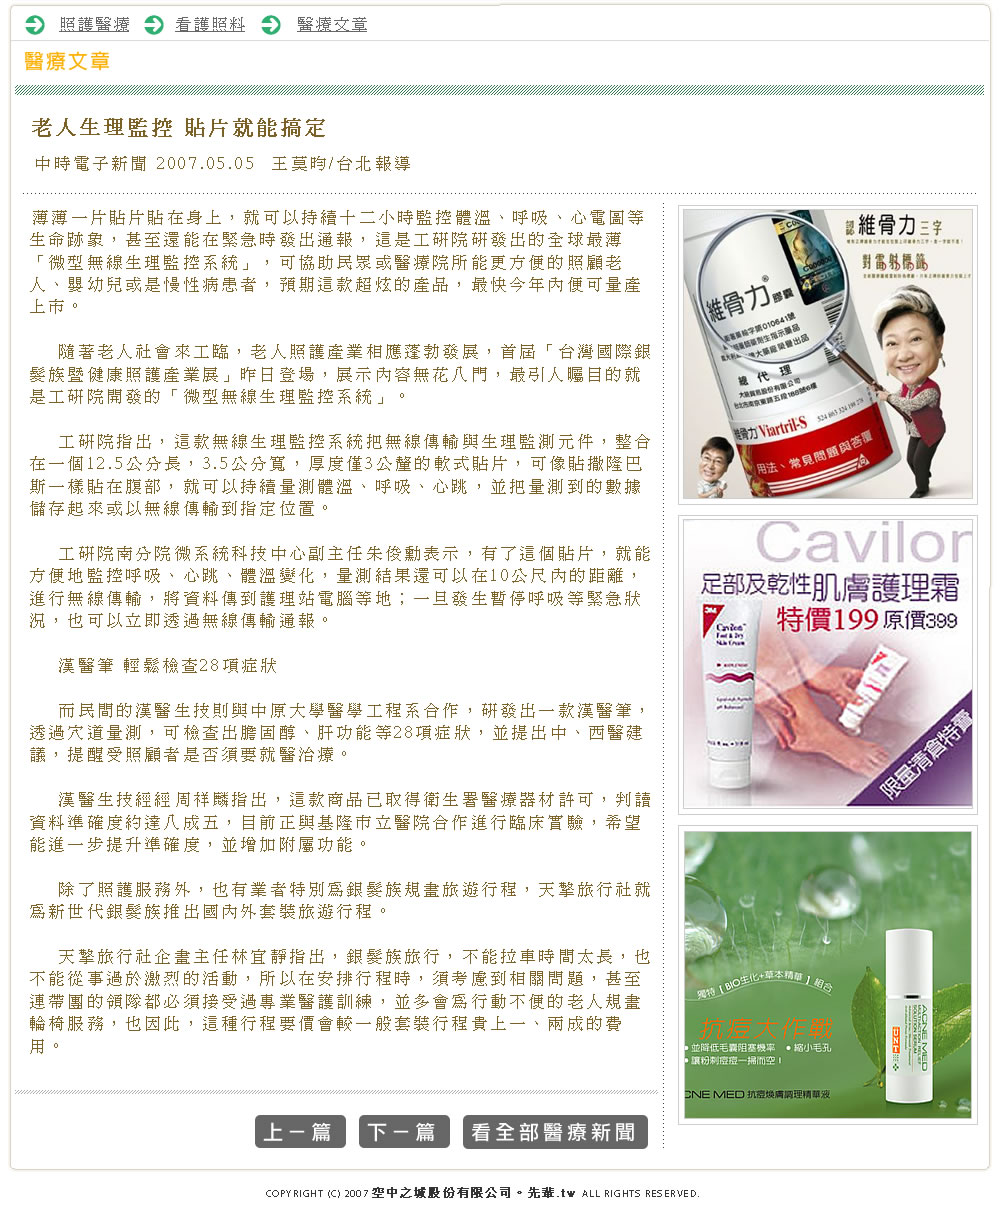 照護醫療 看護照料 醫療文章
醫療文章
老人生理監控 貼片就能搞定
中時電子新聞 2007.05.05 王莫昀/台北報導
薄薄一片貼片貼在身上，就可以持續十二小時監控體溫、呼吸、心電圖等
生命跡象，甚至還能在緊急時發出通報，這是工研院研發出的全球最薄
「微型無線生理監控系統」，可協助民眾或醫療院所能更方便的照顧老
人、嬰幼兒或是慢性病患者，預期這款超炫的產品，最快今年內便可量產
上市。
隨著老人社會來工臨，老人照護產業相應蓬勃發展，首屆「台灣國際銀
髮族暨健康照護產業展」昨日登場，展示內容無花八門，最引人矚目的就
是工研院開發的「微型無線生理監控系統」。
工研院指出，這款無線生理監控系統把無線傳輸與生理監測元件，整合
在一個12.5公分長，3.5公分寬，厚度僅3公釐的軟式貼片，可像貼撒隆巴
斯一樣貼在腹部，就可以持續量測體溫、呼吸、心跳，並把量測到的數據
儲存起來或以無線傳輸到指定位置。
工研院南分院微系統科技中心副主任朱俊勳表示，有了這個貼片，就能
方便地監控呼吸、心跳、體溫變化，量測結果還可以在10公尺內的距離，
進行無線傳輸，將資料傳到護理站電腦等地；一旦發生暫停呼吸等緊急狀
況，也可以立即透過無線傳輸通報。
漢醫筆 輕鬆檢查28項症狀
而民間的漢醫生技則與中原大學醫學工程系合作，研發出一款漢醫筆，
透過穴道量測，可檢查出膽固醇、肝功能等28項症狀，並提出中、西醫建
議，提醒受照顧者是否須要就醫治療。
漢醫生技經經周祥麟指出，這款商品已取得衛生署醫療器材許可，判讀
資料準確度約達八成五，目前正與基隆市立醫院合作進行臨床實驗，希望
能進一步提升準確度，並增加附屬功能。
除了照護服務外，也有業者特別為銀髮族規畫旅遊行程，天擎旅行社就
為新世代銀髮族推出國內外套裝旅遊行程。
天擎旅行社企畫主任林宜靜指出，銀髮族旅行，不能拉車時間太長，也
不能從事過於激烈的活動，所以在安排行程時，須考慮到相關問題，甚至
連帶團的領隊都必須接受過專業醫護訓練，並多會為行動不便的老人規畫
輪椅服務，也因此，這種行程要價會較一般套裝行程貴上一、兩成的費
用。
上一篇 下一篇 看全部醫療新聞
認維骨力三字
對雷射標籤
維骨力® 膠囊
總代理
維骨力 Viartril-S
用法、常見問題與答覆
Cavilon
足部及乾性肌膚護理霜
特價199 原價399
3M
Cavilon
Foot & Dry
Skin Cream
限量清倉特賣
獨特【BIO生化+草本精華】組合
抗痘大作戰
• 並降低毛囊阻塞機率 • 縮小毛孔
• 讓粉刺痘痘一掃而空！
CNE MED 抗痘煥膚調理精華液
ACNE MED
COPYRIGHT (C) 2007 空中之城股份有限公司。先輩.tw ALL RIGHTS RESERVED.